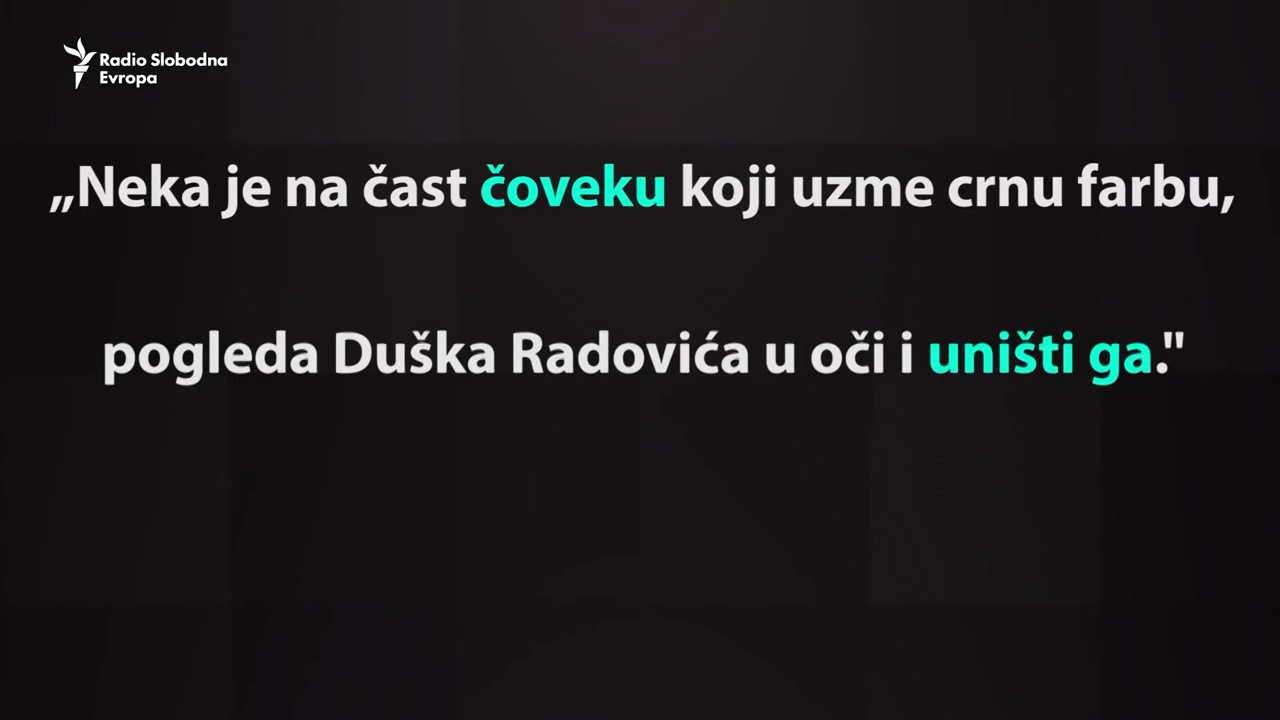 Radio Slobodna
Evropa
„Neka je na čast čoveku koji uzme crnu farbu,
pogleda Duška Radovića u oči i uništi ga."